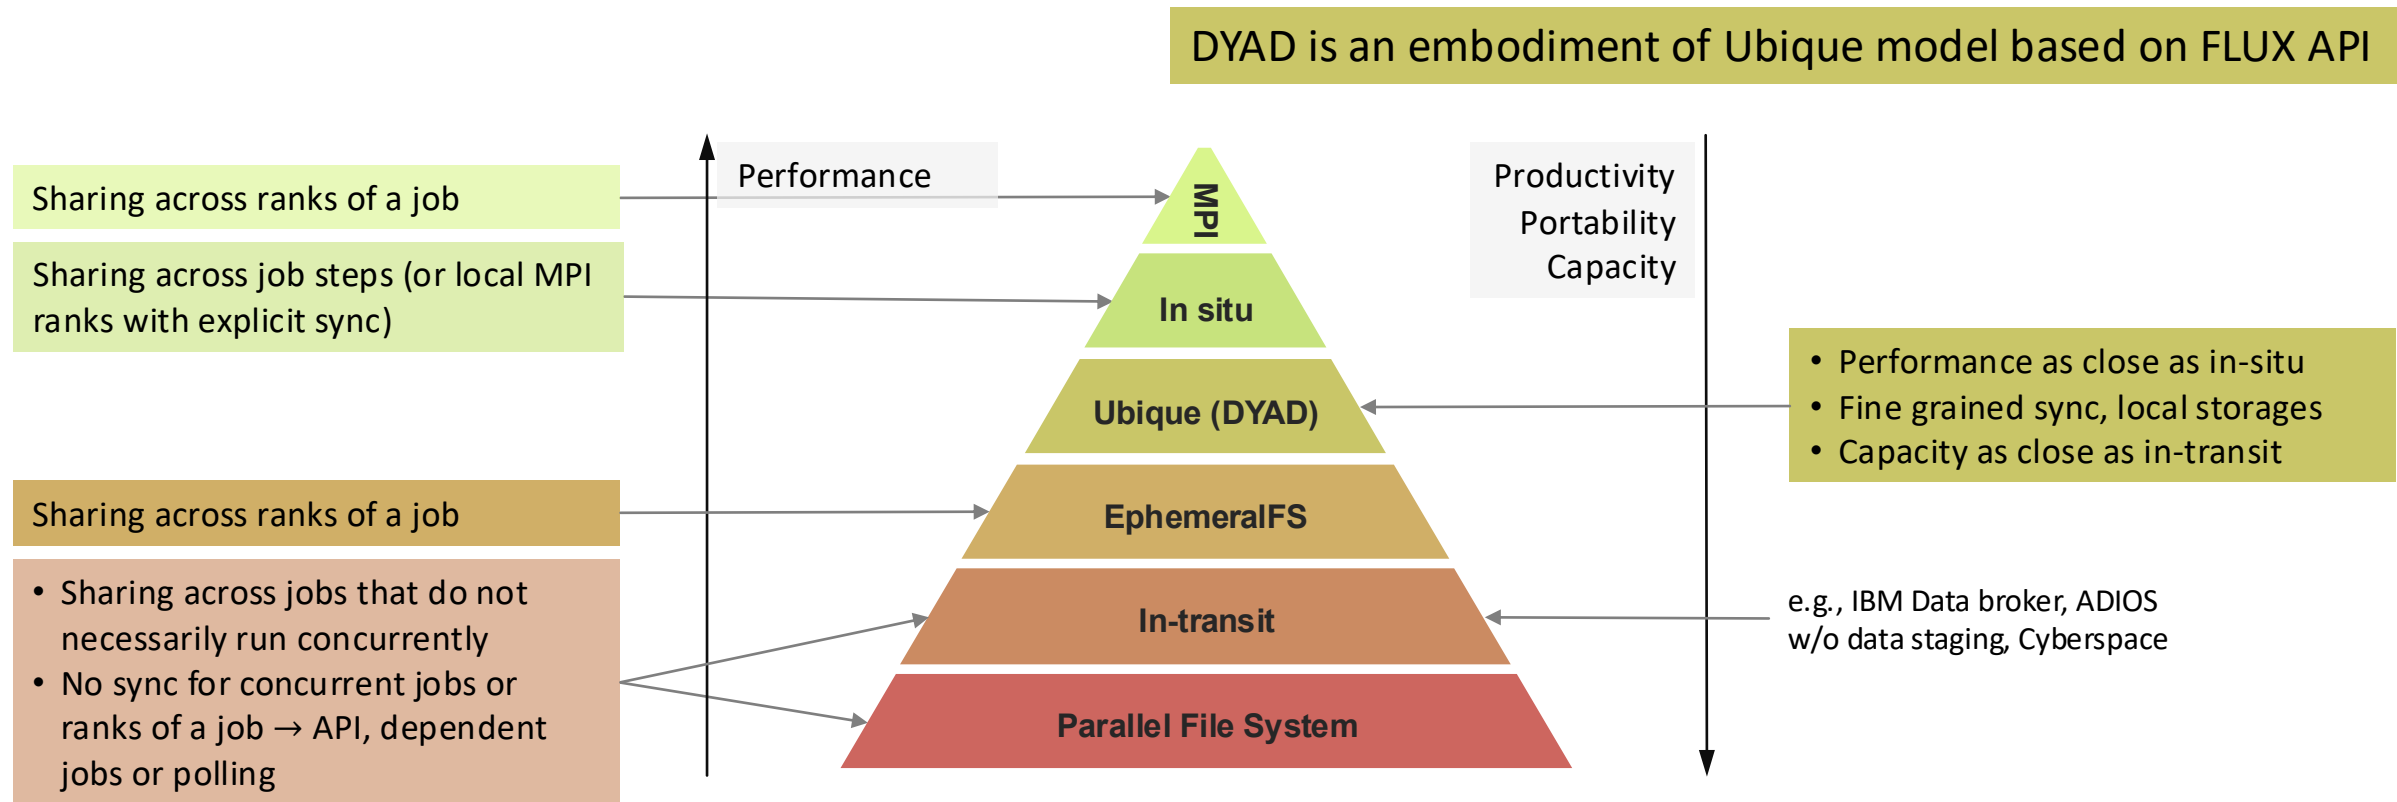 DYAD is an embodiment of Ubique model based on FLUX API
Sharing across ranks of a job
Sharing across job steps (or local MPI
ranks with explicit sync)
Sharing across ranks of a job
• Sharing across jobs that do not
necessarily run concurrently
• No sync for concurrent jobs or
ranks of a job → API, dependent
jobs or polling
Performance
MPI
In situ
Ubique (DYAD)
EphemeralFS
In-transit
Parallel File System
Productivity
Portability
Capacity
• Performance as close as in-situ
• Fine grained sync, local storages
• Capacity as close as in-transit
e.g., IBM Data broker, ADIOS
w/o data staging, Cyberspace